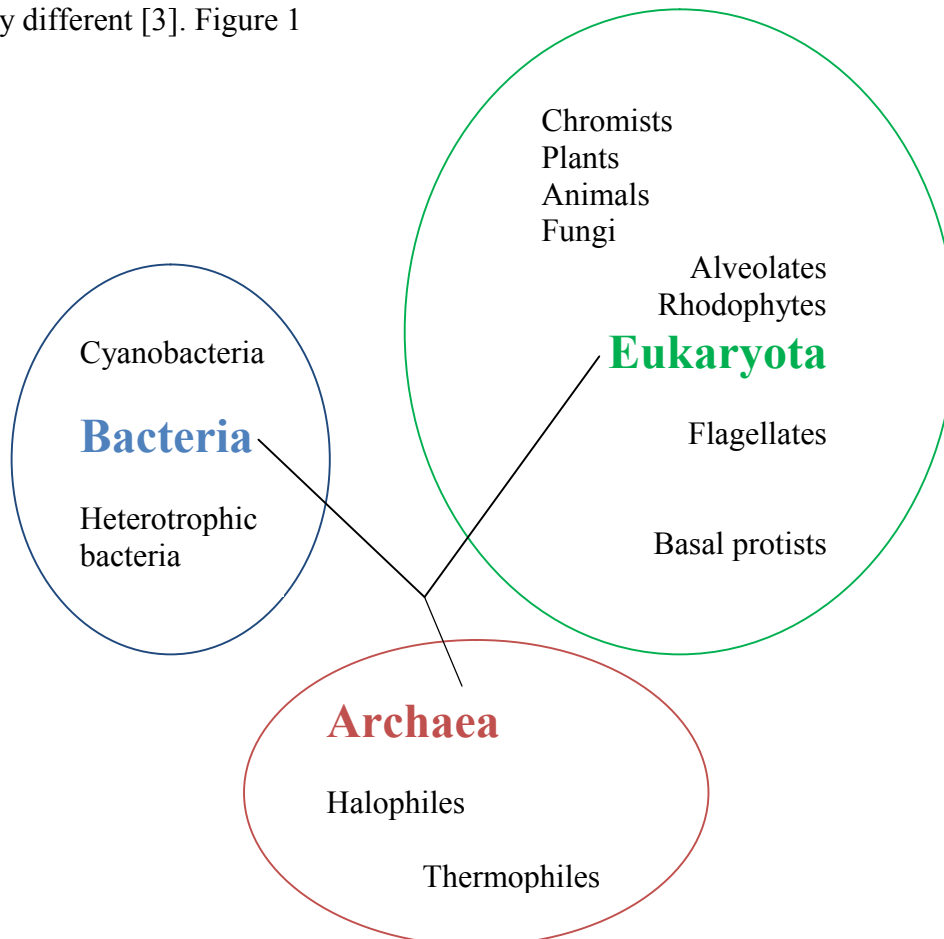 y different [3]. Figure 1
Chromists
Plants
Animals
Fungi
Alveolates
Rhodophytes
Eukaryota
Flagellates
Basal protists
Cyanobacteria
Bacteria
Heterotrophic
bacteria
Archaea
Halophiles
Thermophiles